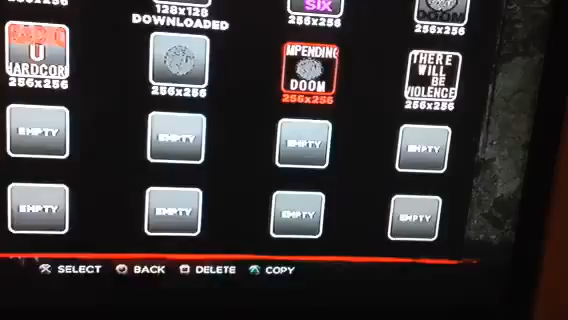 128x128
DOWNLOADED
SIX
256x256
DOOM
256x256
RADIO
U
HARDCOR
256x256
256x256
MPENDING
DOOM
256x256
THERE
WILL
BE
VIOLENCE
256x256
EMPTY
EMPTY
EMPTY
EMPTY
EMPTY
EMPTY
EMPTY
EMPTY
SELECT
BACK
DELETE
COPY